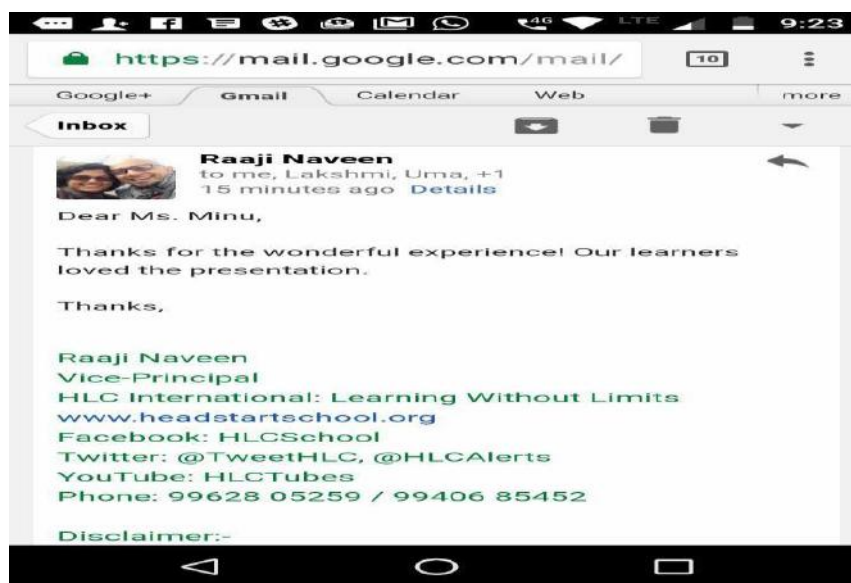 4G LTE 9:23
https://mail.google.com/mail/ 10
Google+ Gmail Calendar Web more
Inbox
Raaji Naveen
to me, Lakshmi, Uma, +1
15 minutes ago Details
Dear Ms. Minu,
Thanks for the wonderful experience! Our learners
loved the presentation.
Thanks,
Raaji Naveen
Vice-Principal
HLC International: Learning Without Limits
www.headstartschool.org
Facebook: HLCSchool
Twitter: @TweetHLC, @HLCAlerts
YouTube: HLCTubes
Phone: 99628 05259 / 99406 85452
Disclaimer:-